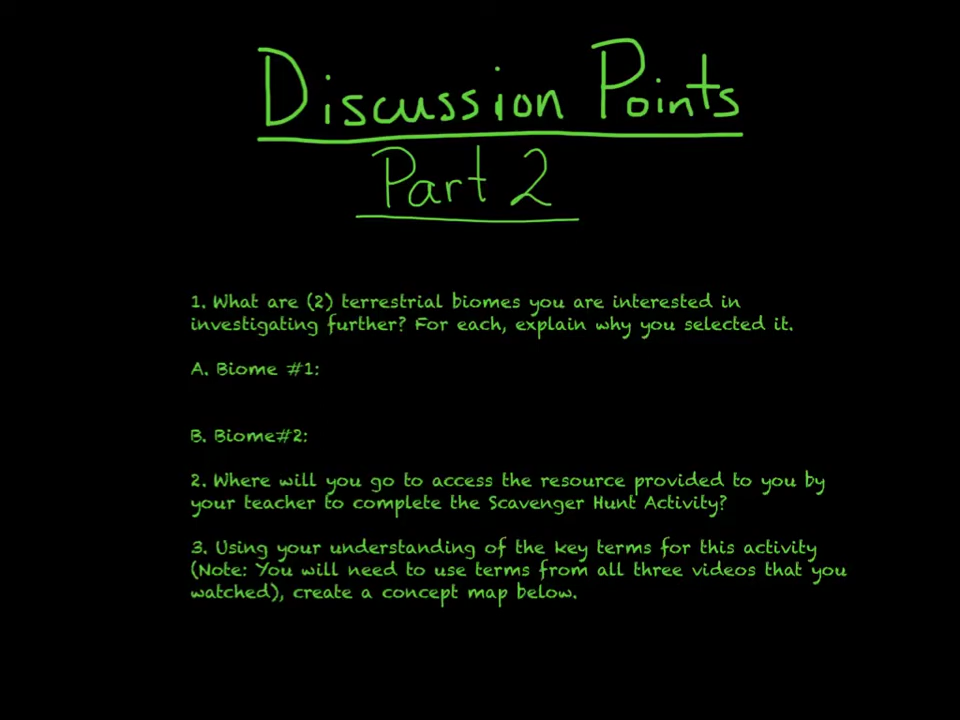 Discussion Points
Part 2
1. What are (2) terrestrial biomes you are interested in
investigating further? For each, explain why you selected it.
A. Biome #1:
B. Biome#2:
2. Where will you go to access the resource provided to you by
your teacher to complete the Scavenger Hunt Activity?
3. Using your understanding of the key terms for this activity
(Note: You will need to use terms from all three videos that you
watched), create a concept map below.